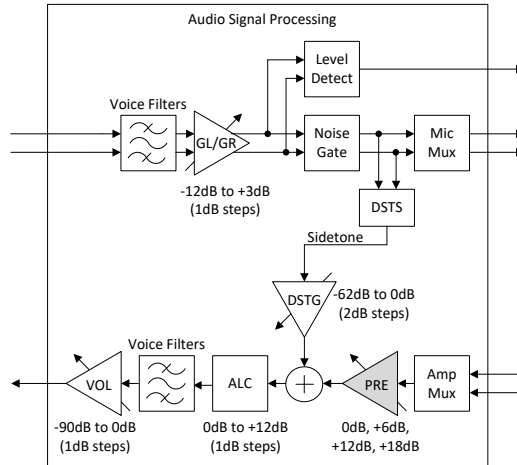 Audio Signal Processing
Level
Detect
Voice Filters
GL/GR
Noise
Gate
Mic
Mux
-12dB to +3dB
(1dB steps)
DSTS
Sidetone
DSTG
-62dB to 0dB
(2dB steps)
Voice Filters
VOL
ALC
PRE
Amp
Mux
-90dB to 0dB
(1dB steps)
0dB to +12dB
(1dB steps)
0dB, +6dB,
+12dB, +18dB